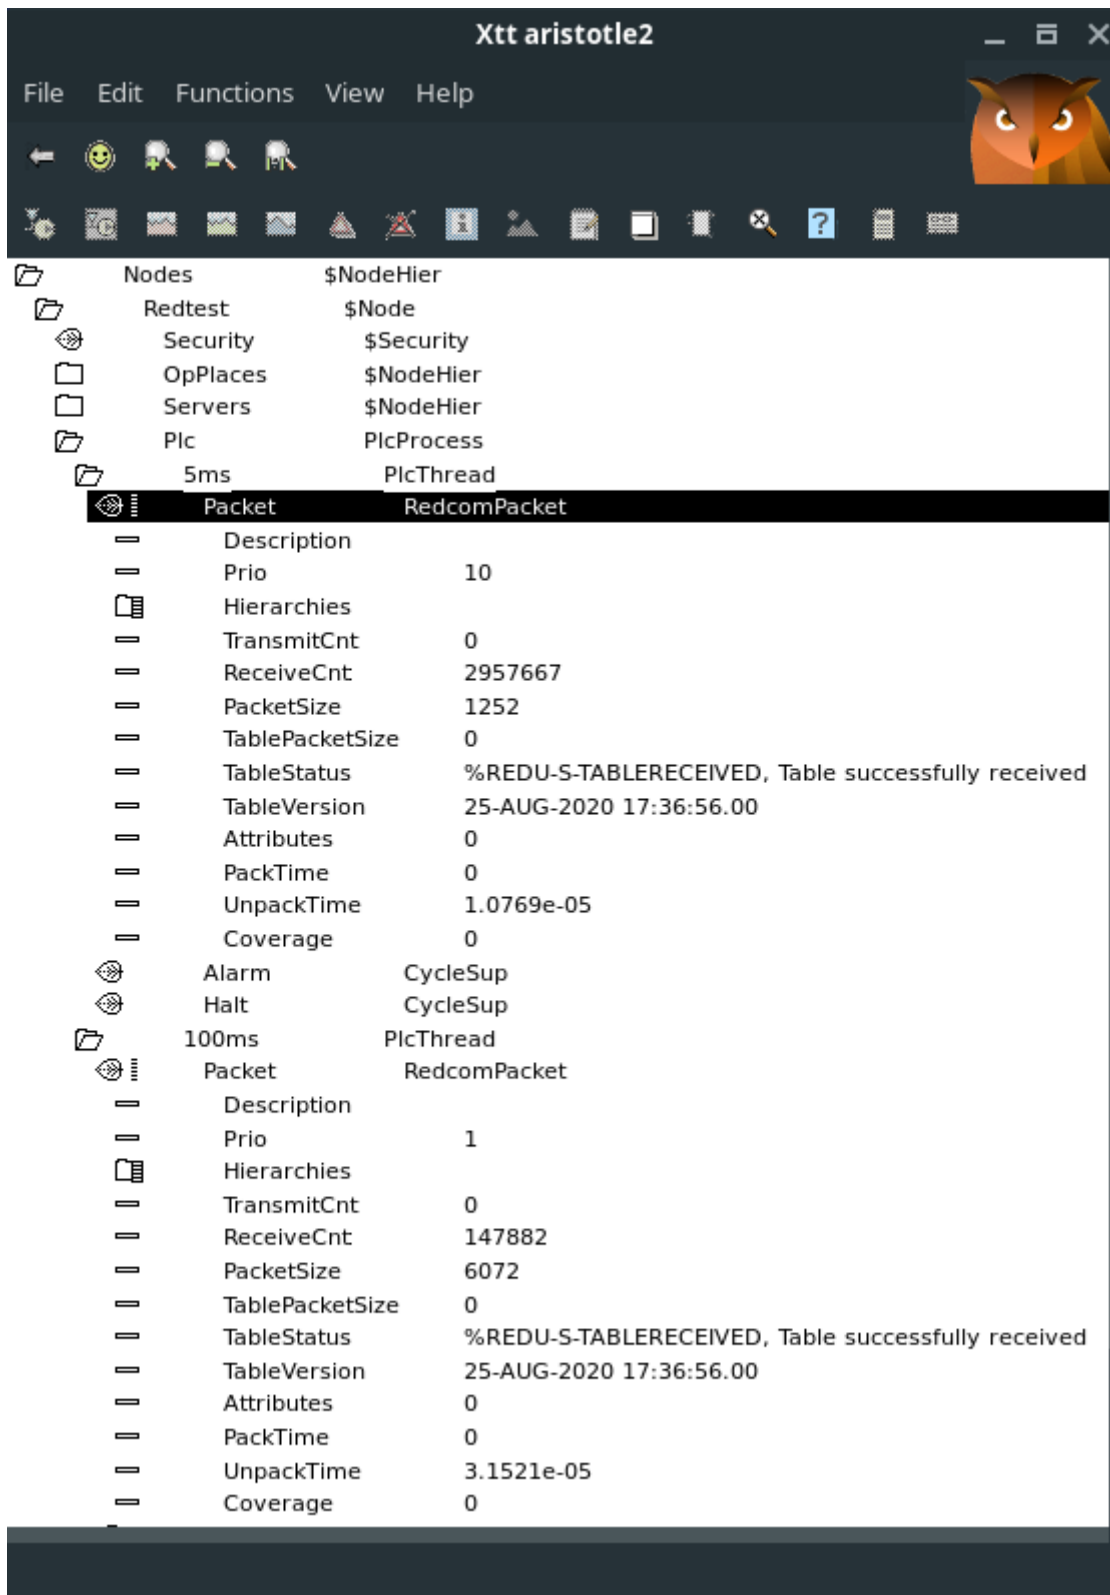 Xtt aristotle2
File Edit Functions View Help
Nodes $NodeHier
Redtest $Node
Security $Security
OpPlaces $NodeHier
Servers $NodeHier
Plc PlcProcess
5ms PlcThread
Packet RedcomPacket
Description
Prio 10
Hierarchies
TransmitCnt 0
ReceiveCnt 2957667
PacketSize 1252
TablePacketSize 0
TableStatus %REDU-S-TABLERECEIVED, Table successfully received
TableVersion 25-AUG-2020 17:36:56.00
Attributes 0
PackTime 0
UnpackTime 1.0769e-05
Coverage 0
Alarm CycleSup
Halt CycleSup
100ms PlcThread
Packet RedcomPacket
Description
Prio 1
Hierarchies
TransmitCnt 0
ReceiveCnt 147882
PacketSize 6072
TablePacketSize 0
TableStatus %REDU-S-TABLERECEIVED, Table successfully received
TableVersion 25-AUG-2020 17:36:56.00
Attributes 0
PackTime 0
UnpackTime 3.1521e-05
Coverage 0